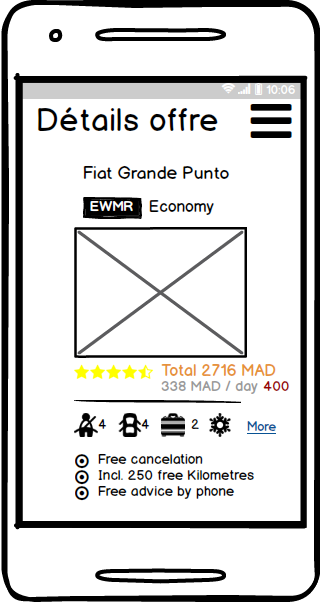 10:06
Détails offre
Fiat Grande Punto
EWMR Economy
Total 2716 MAD
338 MAD / day 400
4 4 2 More
Free cancelation
Incl. 250 free Kilometres
Free advice by phone